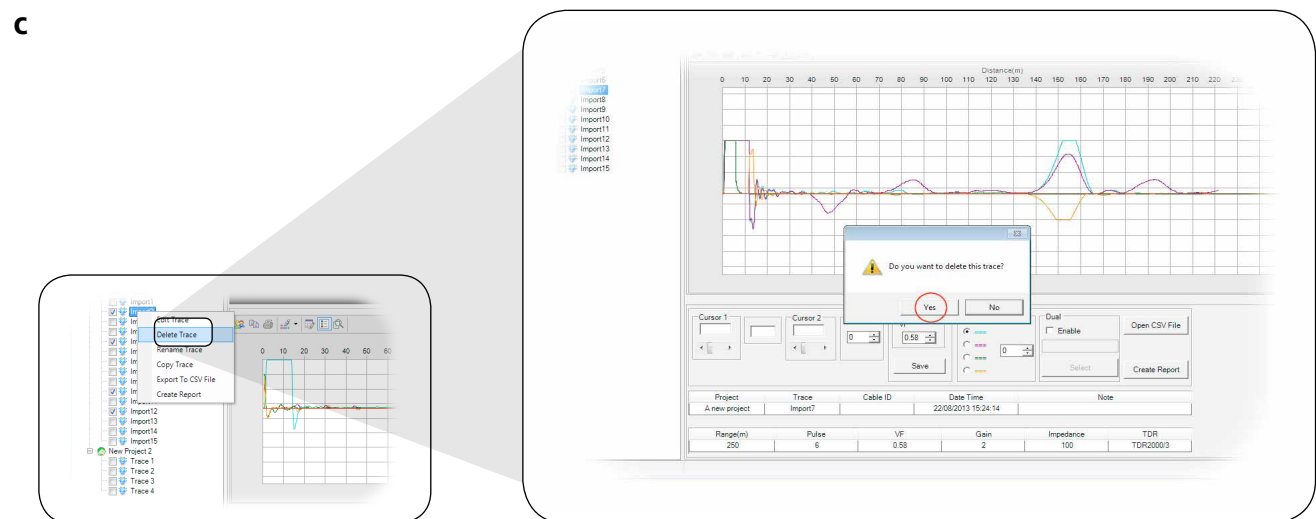 c
Import1
Edit Trace
Delete Trace
Rename Trace
Copy Trace
Export To CSV File
Create Report
Import12
Import13
Import14
Import15
New Project 2
Trace 1
Trace 2
Trace 3
Trace 4
0 10 20 30 40 50 60
Import7
Import8
Import9
Import10
Import11
Import12
Import13
Import14
Import15
Distance(m)
0 10 20 30 40 50 60 70 80 90 100 110 120 130 140 150 160 170 180 190 200 210 220
Do you want to delete this trace?
Yes No
Cursor 1 Cursor 2 Dual
0 0.58 0 Enable Open CSV File
Save Select Create Report
Project Trace Cable ID Date Time Note
A new project Import7 22/08/2013 15:24:14
Range(m) Pulse VF Gain Impedance TDR
250 6 0.58 2 100 TDR2000/3